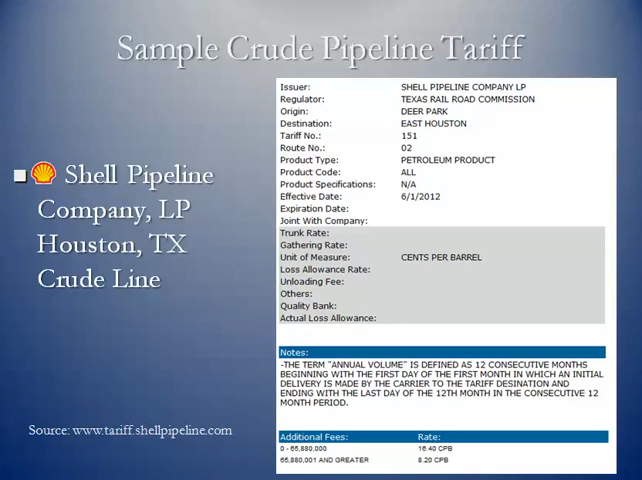 Sample Crude Pipeline Tariff
Shell Pipeline
Company, LP
Houston, TX
Crude Line
Source: www.tariff.shellpipeline.com
Issuer: SHELL PIPELINE COMPANY LP
Regulator: TEXAS RAIL ROAD COMMISSION
Origin: DEER PARK
Destination: EAST HOUSTON
Tariff No.: 151
Route No.: 02
Product Type: PETROLEUM PRODUCT
Product Code: ALL
Product Specifications: N/A
Effective Date: 6/1/2012
Expiration Date:
Joint With Company:
Trunk Rate:
Gathering Rate:
Unit of Measure: CENTS PER BARREL
Loss Allowance Rate:
Unloading Fee:
Others:
Quality Bank:
Actual Loss Allowance:
Notes:
-THE TERM "ANNUAL VOLUME" IS DEFINED AS 12 CONSECUTIVE MONTHS
BEGINNING WITH THE FIRST DAY OF THE FIRST MONTH IN WHICH AN INITIAL
DELIVERY IS MADE BY THE CARRIER TO THE TARIFF DESINATION AND
ENDING WITH THE LAST DAY OF THE 12TH MONTH IN THE CONSECUTIVE 12
MONTH PERIOD.
Additional Fees: Rate:
0 - 65,880,000 16.40 CPB
65,880,001 AND GREATER 8.20 CPB